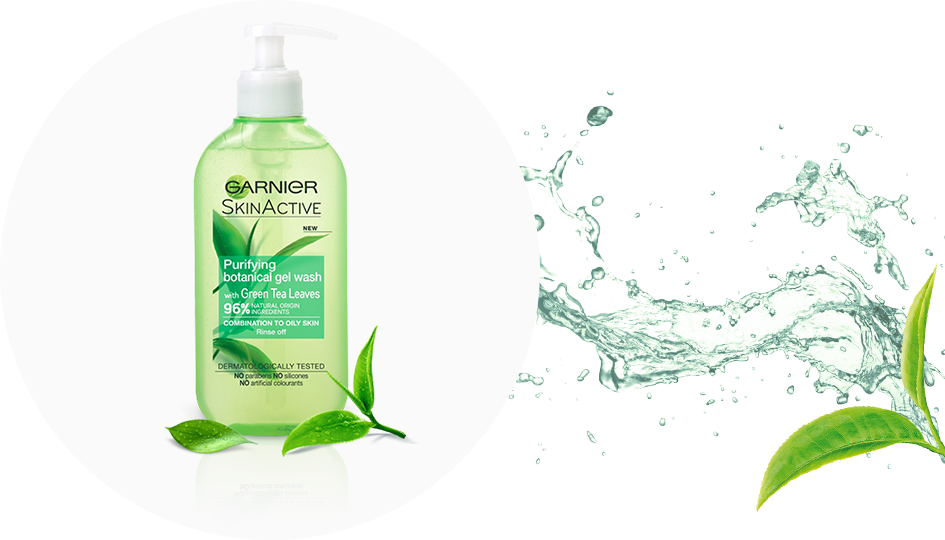 GARNIER
SKINACTIVE
NEW
Purifying
botanical gel wash
with Green Tea Leaves
96% NATURAL ORIGIN
INGREDIENTS
COMBINATION TO OILY SKIN
Rinse off
DERMATOLOGICALLY TESTED
NO parabens NO silicones
NO artificial colourants